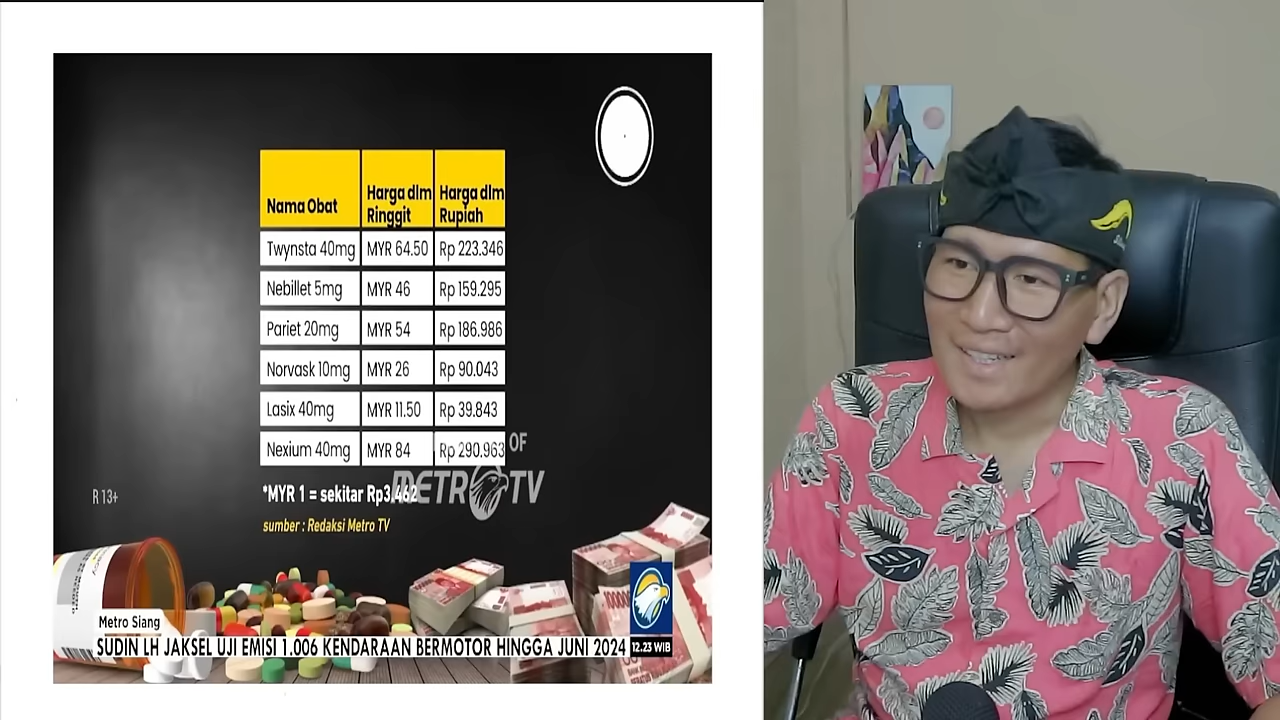 Nama Obat
Harga dlm Ringgit
Harga dlm Rupiah
Twynsta 40mg MYR 64.50 Rp 223.346
Nebillet 5mg MYR 46 Rp 159.295
Pariet 20mg MYR 54 Rp 186.986
Norvask 10mg MYR 26 Rp 90.043
Lasix 40mg MYR 11.50 Rp 39.843
Nexium 40mg MYR 84 Rp 290.963
OF
METRO TV
*MYR 1 = sekitar Rp3.462
R 13+
sumber : Redaksi Metro TV
Metro Siang
SUDIN LH JAKSEL UJI EMISI 1.006 KENDARAAN BERMOTOR HINGGA JUNI 2024 12.23 WIB